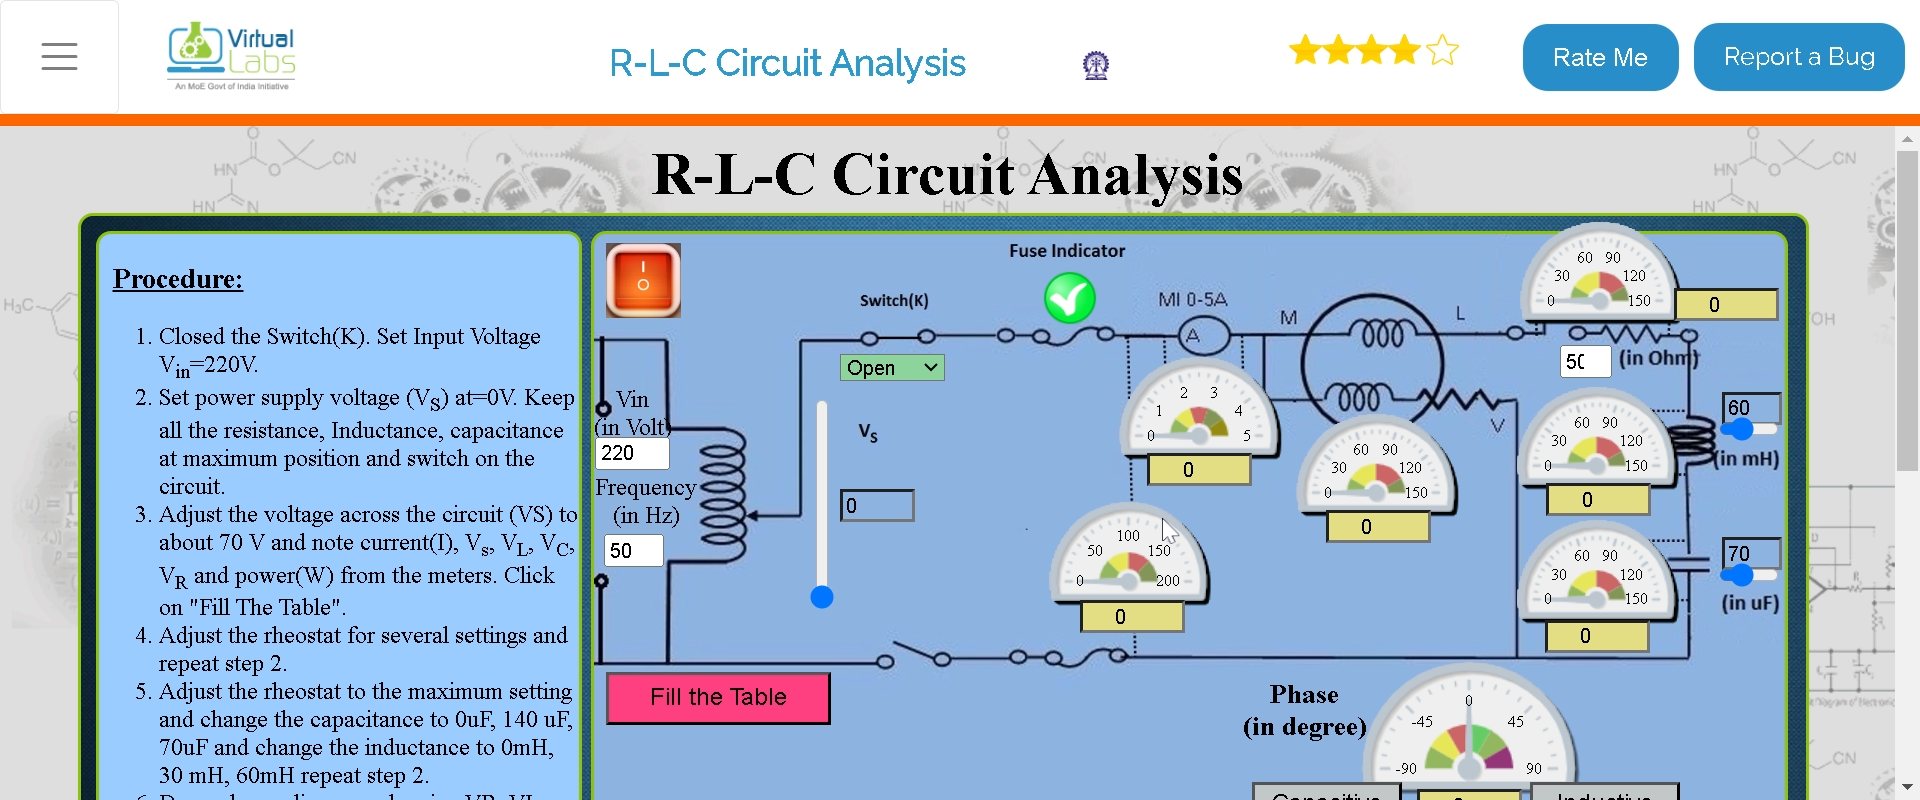 Virtual
Labs
An MoE Govt of India Initiative
R-L-C Circuit Analysis
Rate Me
Report a Bug
R-L-C Circuit Analysis
Procedure:
1. Closed the Switch(K). Set Input Voltage
Vin=220V.
2. Set power supply voltage (VS) at=0V. Keep
all the resistance, Inductance, capacitance
at maximum position and switch on the
circuit.
3. Adjust the voltage across the circuit (VS) to
about 70 V and note current(I), Vs, VL, VC,
VR and power(W) from the meters. Click
on "Fill The Table".
4. Adjust the rheostat for several settings and
repeat step 2.
5. Adjust the rheostat to the maximum setting
and change the capacitance to 0uF, 140 uF,
70uF and change the inductance to 0mH,
30 mH, 60mH repeat step 2.
I
O
Fuse Indicator
Switch(K)
Open
MI 0-5A
A
M
L
V
Vin
(in Volt)
220
Frequency
(in Hz)
50
VS
0
0 1 2 3 4 5
0
0 50 100 150 200
0
0 30 60 90 120 150
0
0 30 60 90 120 150
0
50
(in Ohm)
0 30 60 90 120 150
0
60
(in mH)
0 30 60 90 120 150
0
70
(in uF)
Fill the Table
Phase
(in degree)
-90 -45 0 45 90
Capacitive
Inductive